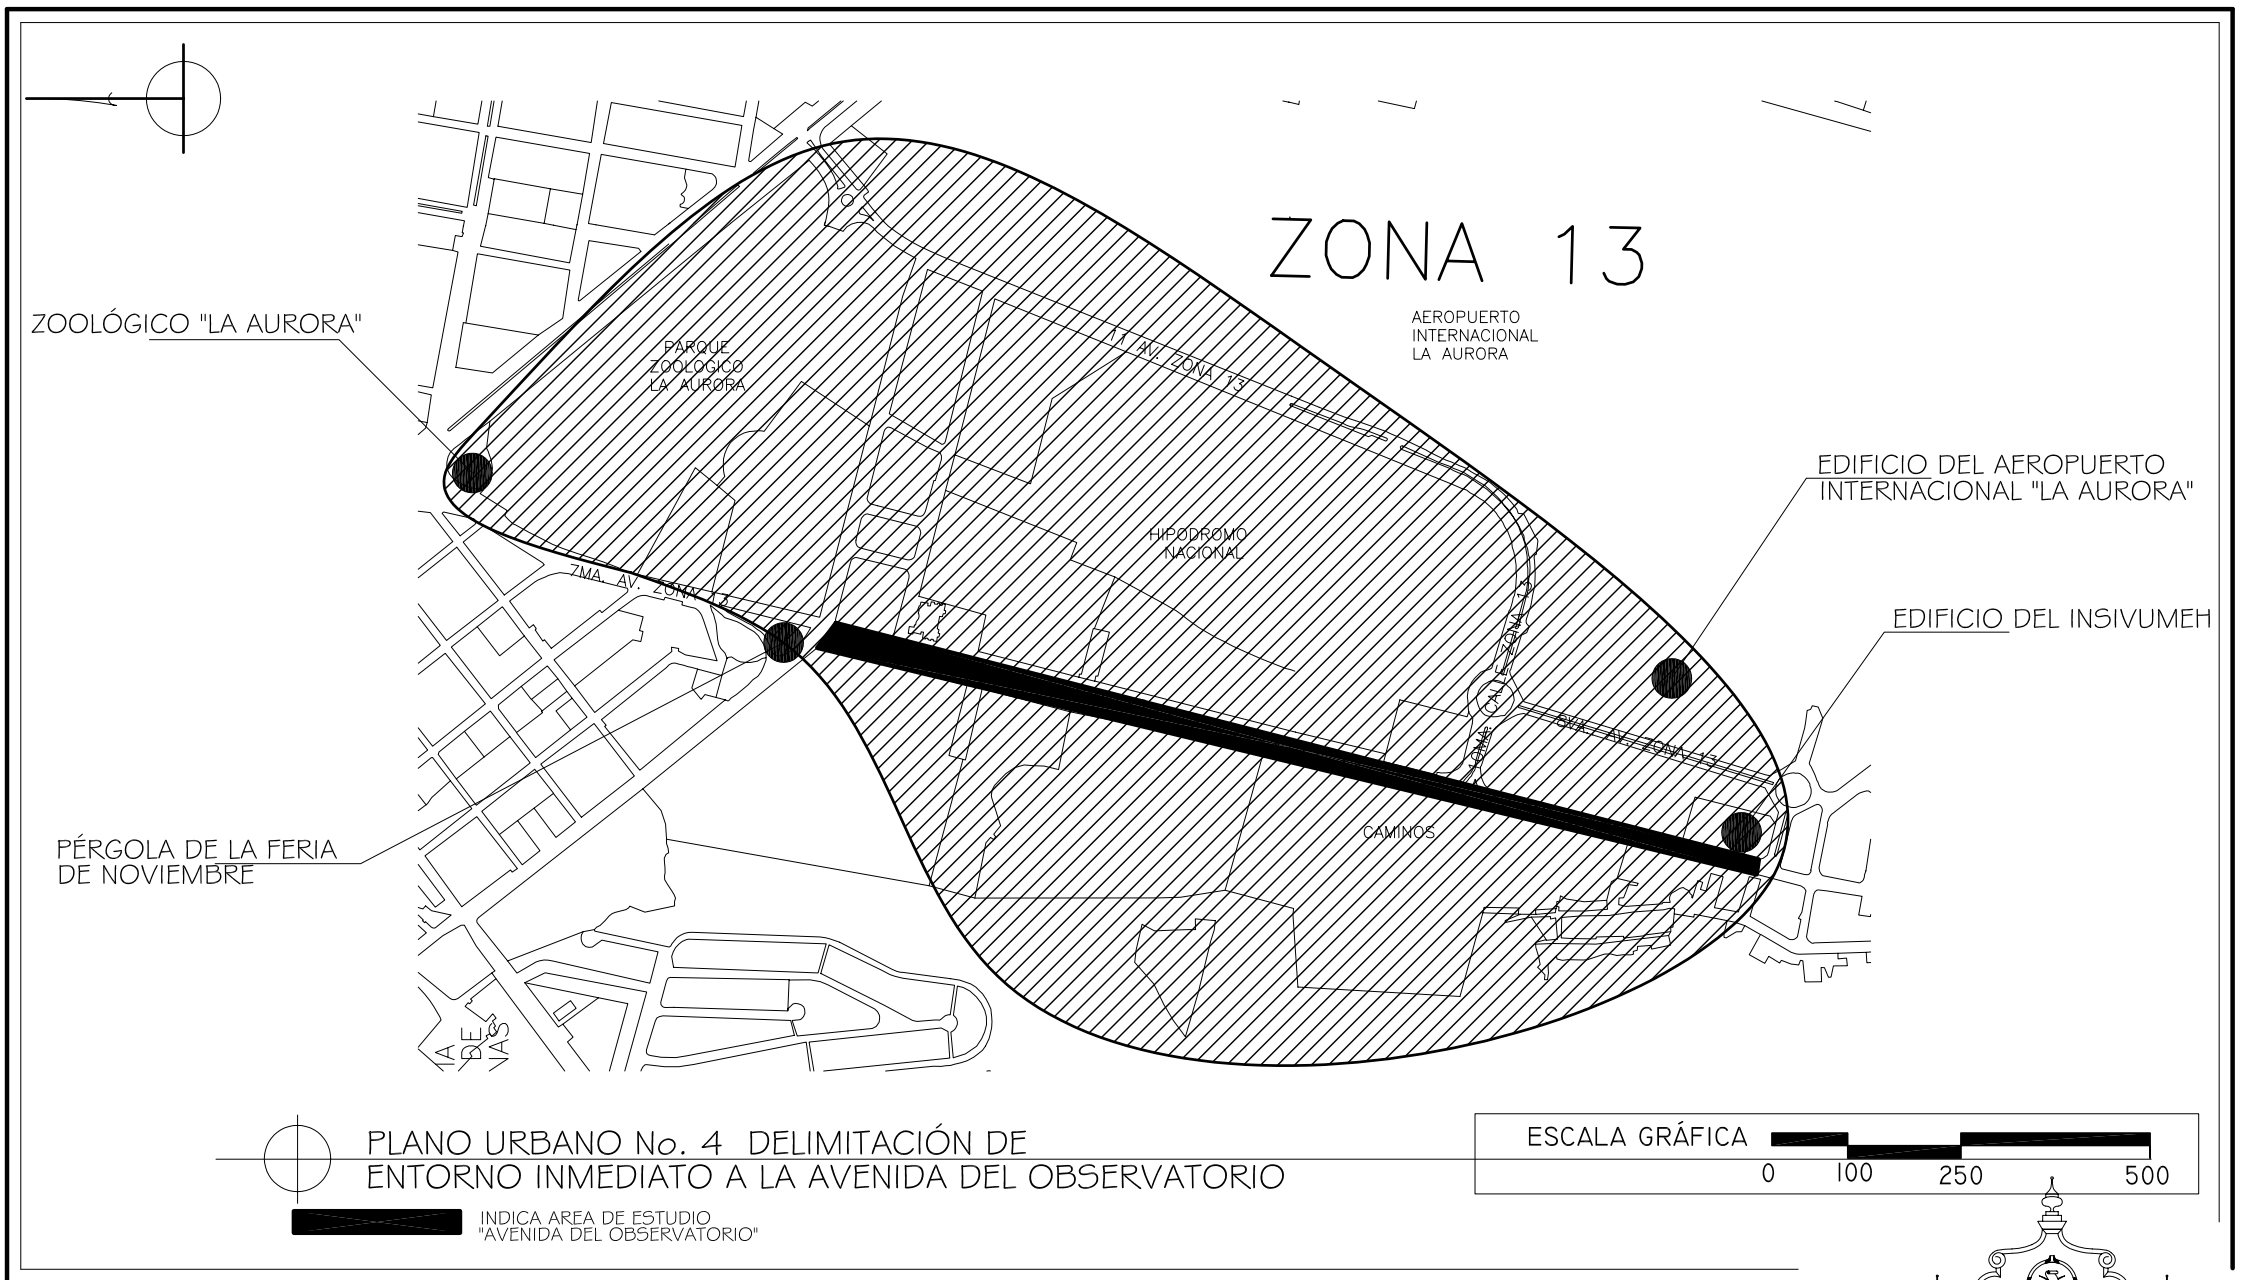 ZONA 13
AEROPUERTO
INTERNACIONAL
LA AURORA
ZOOLÓGICO "LA AURORA"
PARQUE
ZOOLOGICO
LA AURORA
11 AV. ZONA 13
EDIFICIO DEL AEROPUERTO
INTERNACIONAL "LA AURORA"
HIPODROMO
NACIONAL
7MA. AV. ZONA 13
EDIFICIO DEL INSIVUMEH
10MA. CALLE ZONA 13
8VA. AV. ZONA 13
CAMINOS
PÉRGOLA DE LA FERIA
DE NOVIEMBRE
DE
PLANO URBANO No. 4 DELIMITACIÓN DE
ENTORNO INMEDIATO A LA AVENIDA DEL OBSERVATORIO
INDICA AREA DE ESTUDIO
"AVENIDA DEL OBSERVATORIO"
ESCALA GRÁFICA
0 100 250 500